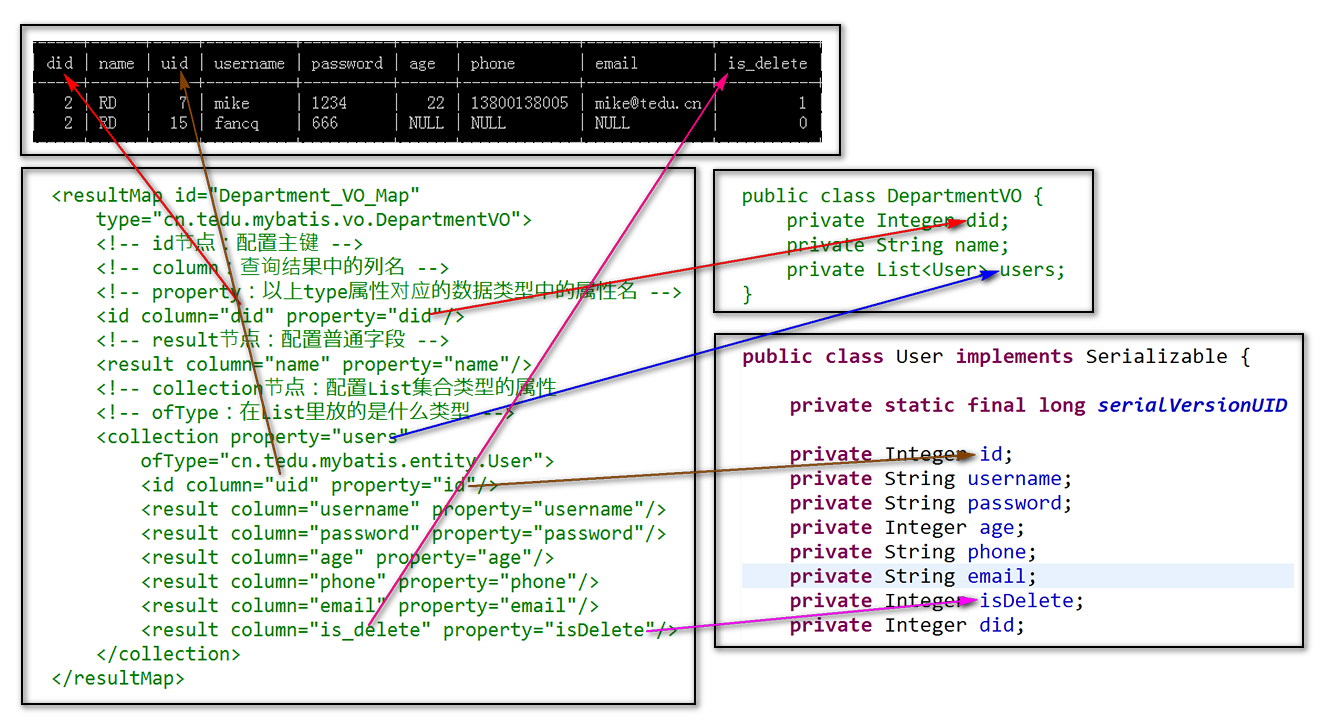 did | name | uid | username | password | age | phone | email | is_delete
2 | RD | 7 | mike | 1234 | 22 | 13800138005 | mike@tedu.cn | 1
2 | RD | 15 | fancq | 666 | NULL | NULL | NULL | 0
<resultMap id="Department_VO_Map"
type="cn.tedu.mybatis.vo.DepartmentVO">
<!-- id节点：配置主键 -->
<!-- column：查询结果中的列名 -->
<!-- property：以上type属性对应的数据类型中的属性名 -->
<id column="did" property="did"/>
<!-- result节点：配置普通字段 -->
<result column="name" property="name"/>
<!-- collection节点：配置List集合类型的属性
<!-- ofType：在List里放的是什么类型 -->
<collection property="users"
ofType="cn.tedu.mybatis.entity.User">
<id column="uid" property="id"/>
<result column="username" property="username"/>
<result column="password" property="password"/>
<result column="age" property="age"/>
<result column="phone" property="phone"/>
<result column="email" property="email"/>
<result column="is_delete" property="isDelete"/>
</collection>
</resultMap>
public class DepartmentVO {
private Integer did;
private String name;
private List<User> users;
}
public class User implements Serializable {
private static final long serialVersionUID
private Integer id;
private String username;
private String password;
private Integer age;
private String phone;
private String email;
private Integer isDelete;
private Integer did;